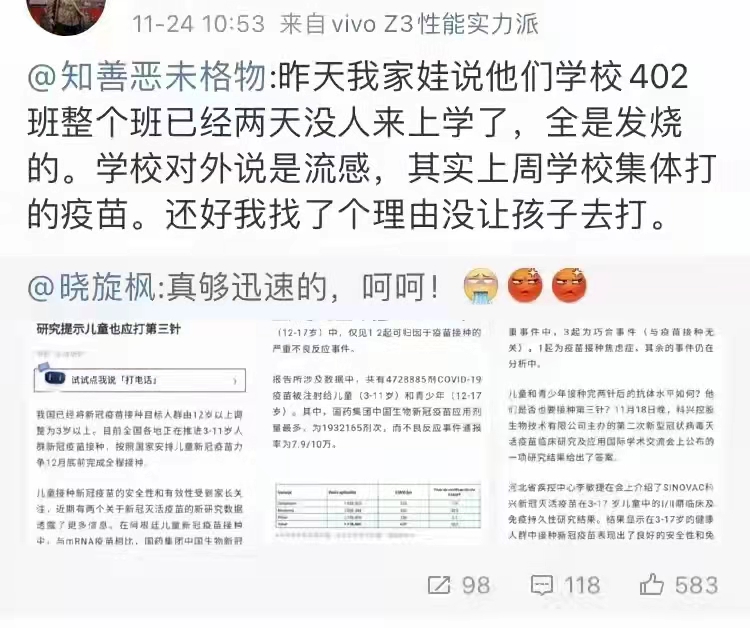 11-24 10:53 来自vivo Z3性能实力派
@知善恶未格物:昨天我家娃说他们学校402
班整个班已经两天没人来上学了，全是发烧
的。学校对外说是流感，其实上周学校集体打
的疫苗。还好我找了个理由没让孩子去打。
@晓旋枫:真够迅速的，呵呵！
研究提示儿童也应打第三针
试试点我说「打电话」
我国已经将新冠疫苗接种目标人群由12岁以上调
整为3岁以上。目前全国各地正在推进3-11岁人
群新冠疫苗接种，按照国家安排儿童新冠疫苗力
争12月底前完成全程接种。
儿童接种新冠疫苗的安全性和有效性受到家长关
注，近期有两个关于新冠灭活疫苗的新研究数据
透露了更多信息。在阿根廷儿童新冠疫苗接种
中，与mRNA疫苗相比，国药集团中国生物新冠
(12-17岁）中，仅见12起可归因于疫苗接种的
严重不良反应事件。
报告所涉及数据中，共有4728885剂COVID-19
疫苗被注射给儿童（3-11岁）和青少年（12-17
岁）。其中，国药集团中国生物新冠疫苗应用剂
量最多，为1932165剂次，而不良反应事件通报
率为7.9/10万。
重事件中，3起为巧合事件（与疫苗接种无
关），1起为疫苗接种焦虑症，其余的事件仍在
分析中。
儿童和青少年接种完两针后的抗体水平如何？他
们是否也要接种第三针？11月18日晚，科兴控股
生物技术有限公司主办的第二次新型冠状病毒灭
活疫苗临床研究及应用国际学术交流会上公布的
一项研究结果给出了答案。
河北省疾控中心李敏捷在会上介绍了SINOVAC科
兴新冠灭活疫苗在3-17岁儿童中的I/II期临床及
免疫持久性研究结果。结果显示在3-17岁的健康
人群中接种新冠疫苗表现出了良好的安全性和免
98 118 583